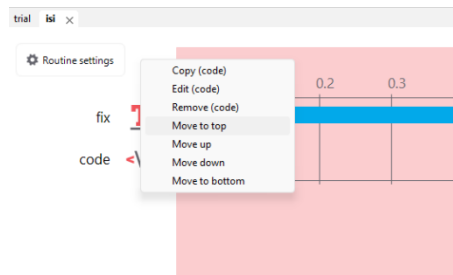 trial isi ×
Routine settings
Copy (code)
Edit (code)
Remove (code)
Move to top
Move up
Move down
Move to bottom
0.2 0.3
fix T
code <